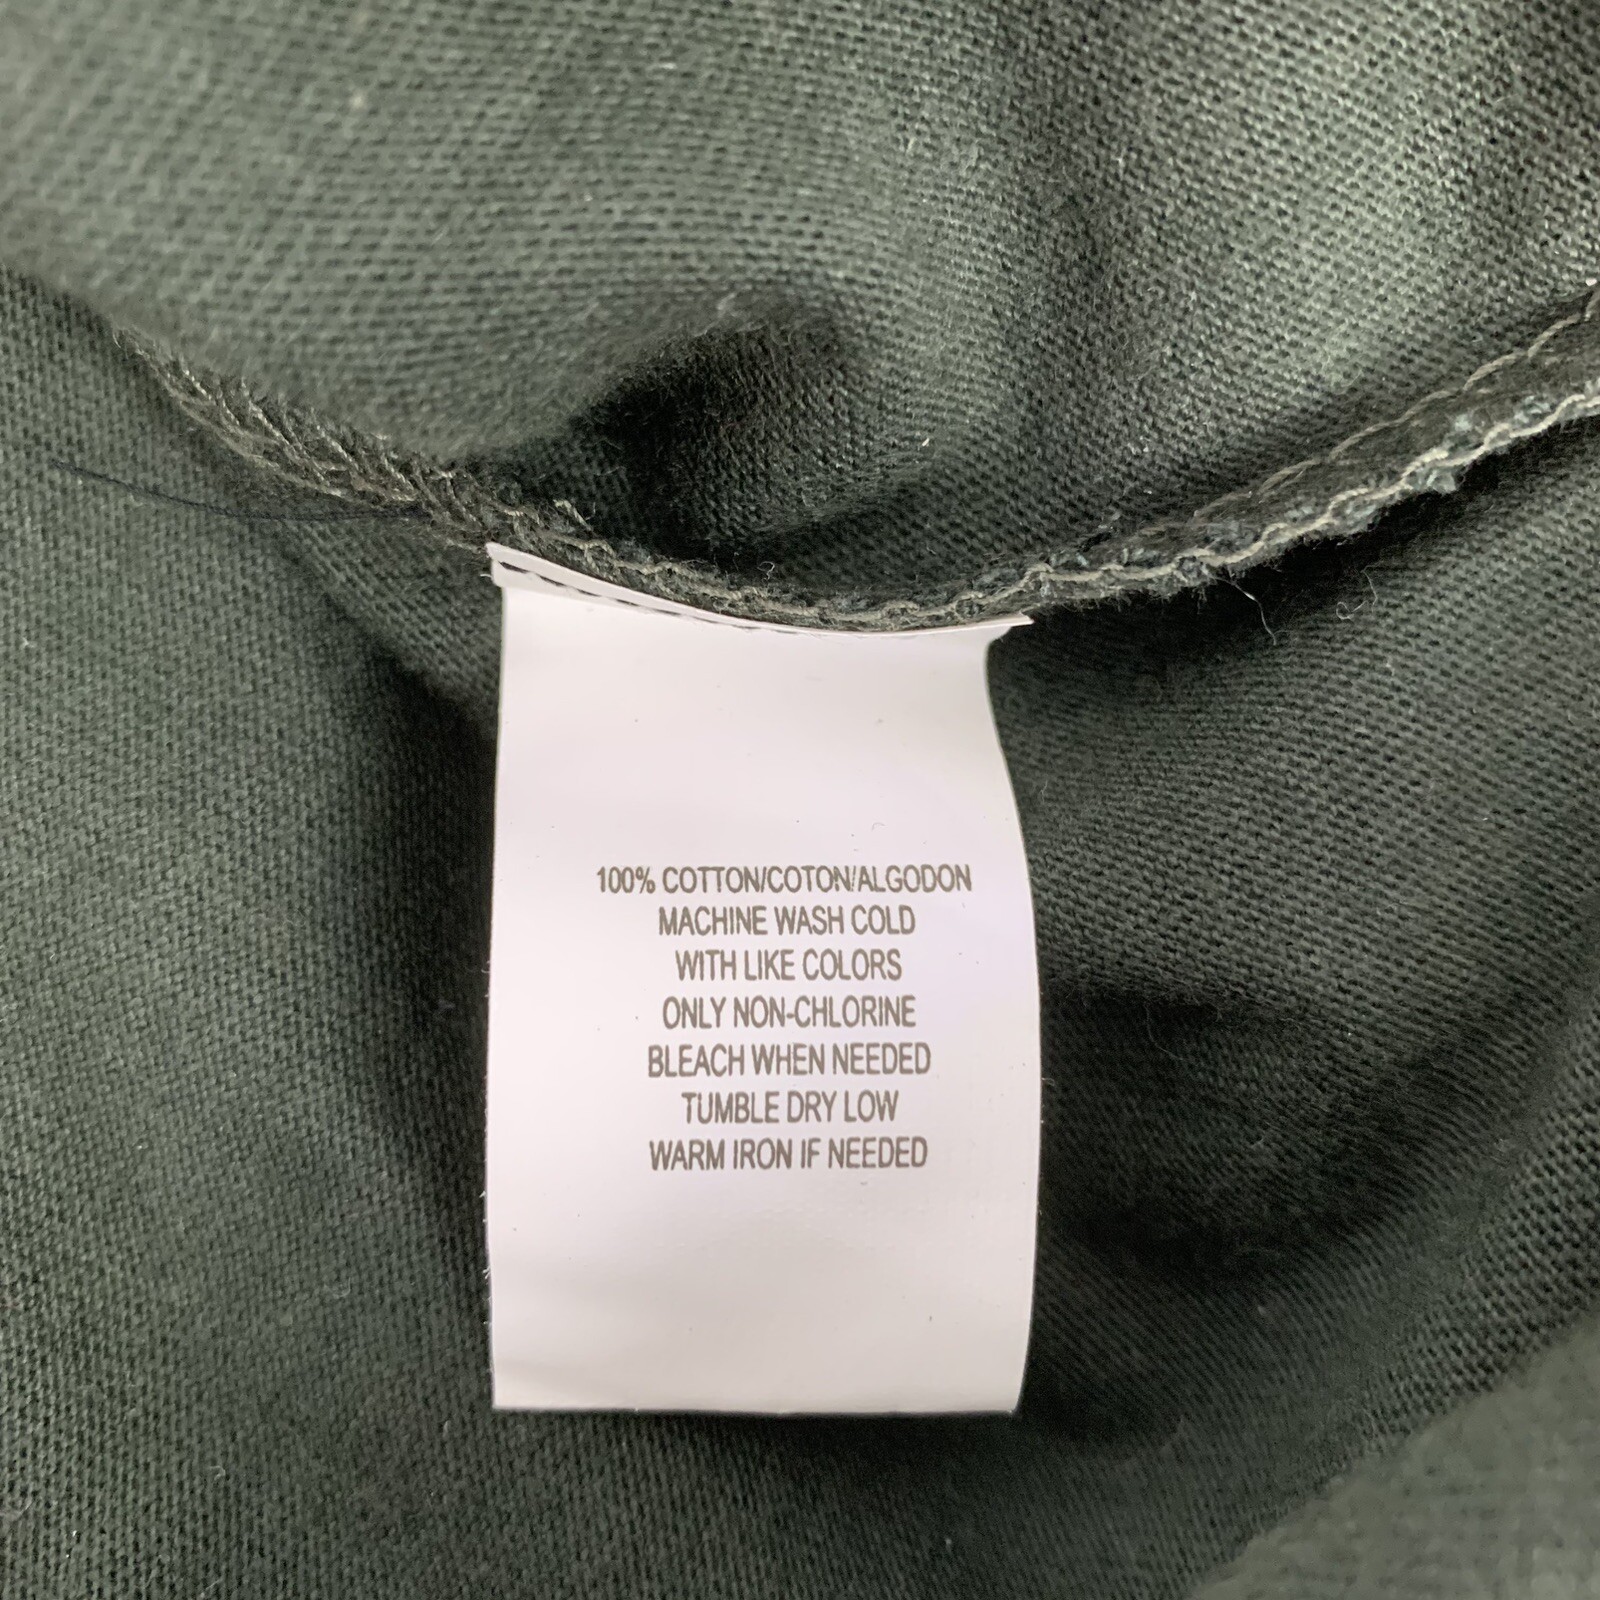 100% COTTON/COTON/ALGODON
MACHINE WASH COLD
WITH LIKE COLORS
ONLY NON-CHLORINE
BLEACH WHEN NEEDED
TUMBLE DRY LOW
WARM IRON IF NEEDED